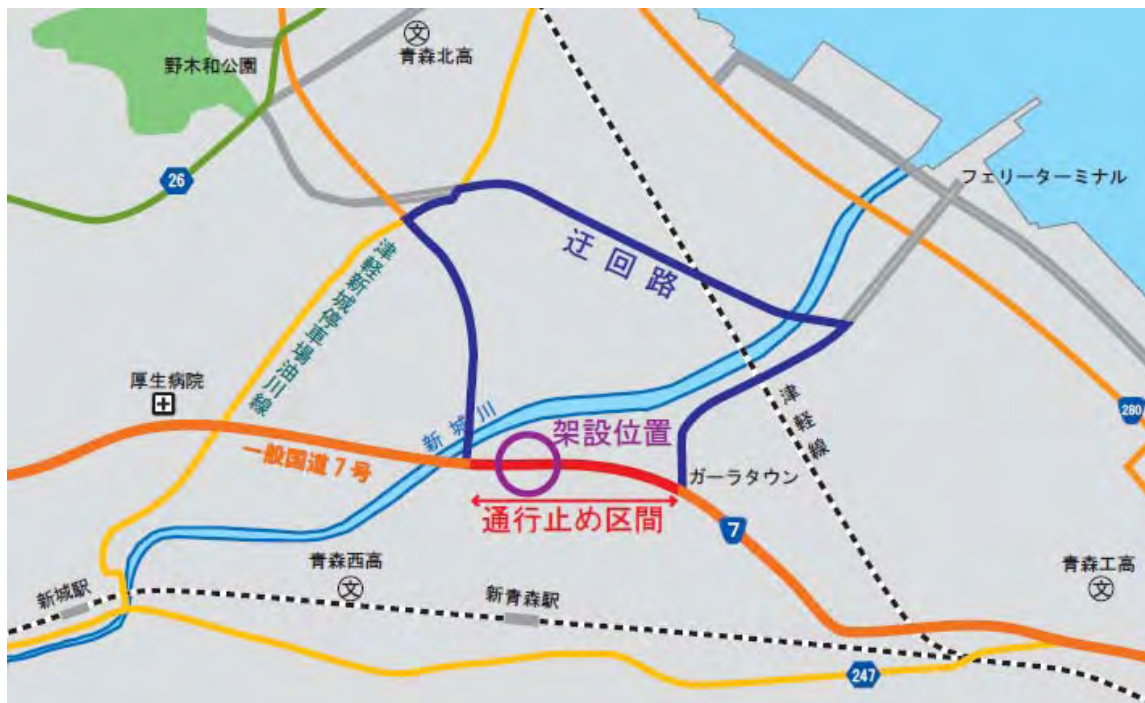 青森北高
野木和公園
26
フェリーターミナル
迂回路
津軽新城停車場油川線
厚生病院
新城川
架設位置
津軽線
280
一般国道7号
ガーラタウン
通行止め区間
7
青森西高
青森工高
新城駅
新青森駅
247
文
文
文